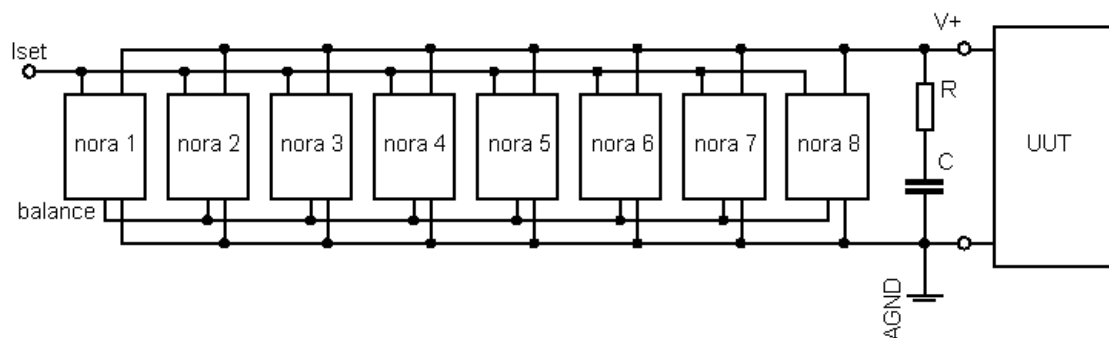 V+
Iset
R
nora 1
nora 2
nora 3
nora 4
nora 5
nora 6
nora 7
nora 8
UUT
C
balance
AGND